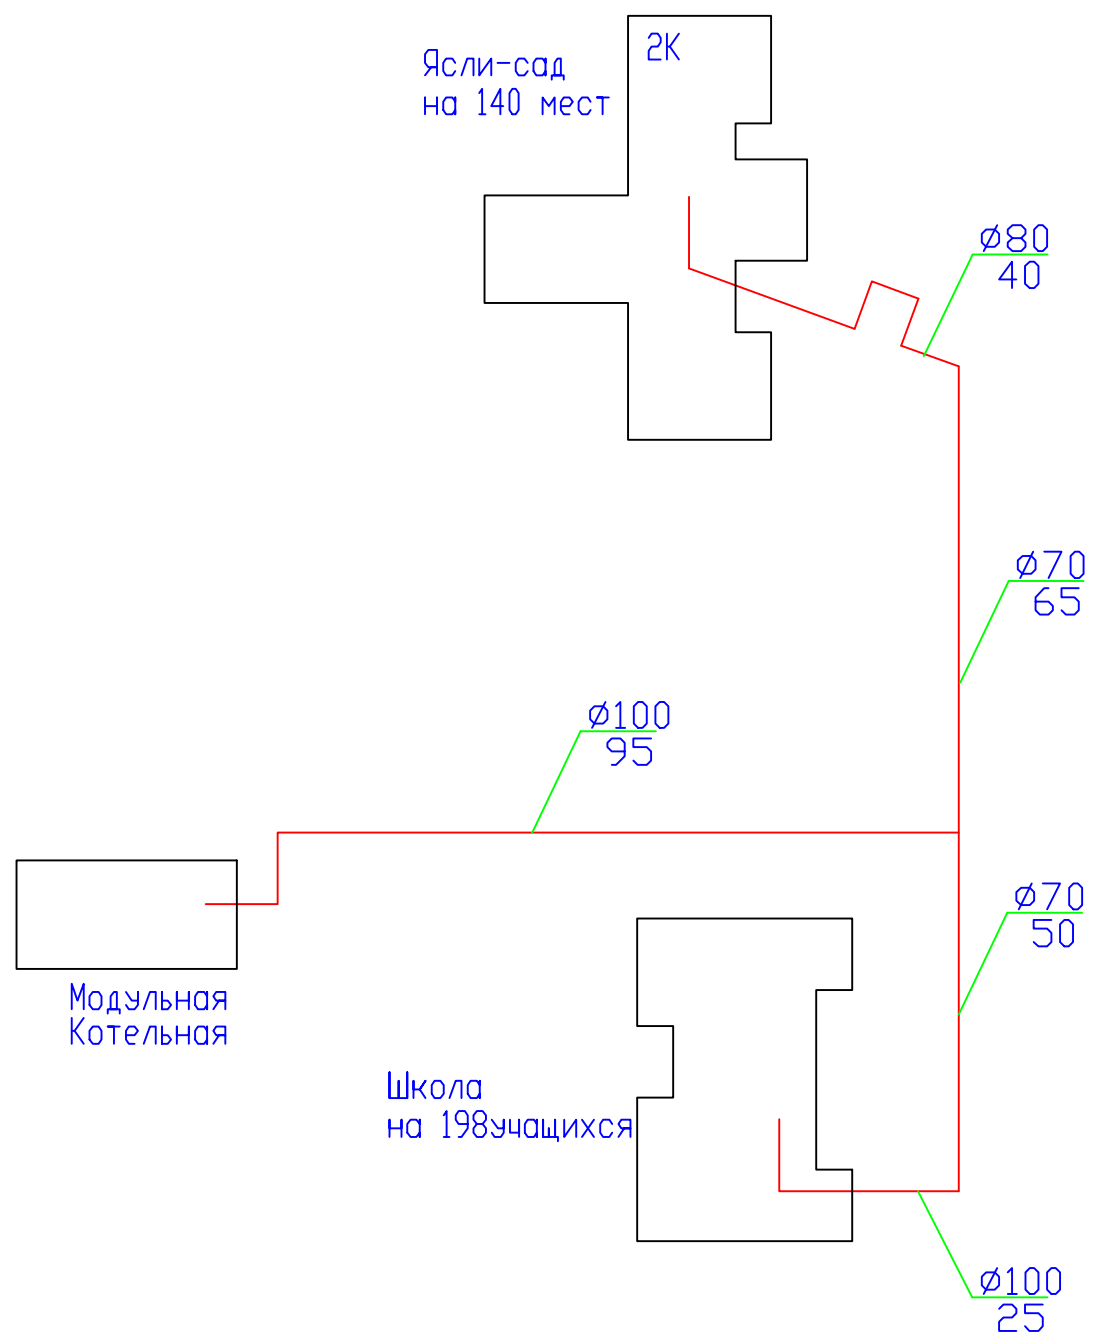 2К
Ясли-сад
на 140 мест
Ø80
40
Ø70
65
Ø100
95
Ø70
50
Модульная
Котельная
Школа
на 198учащихся
Ø100
25